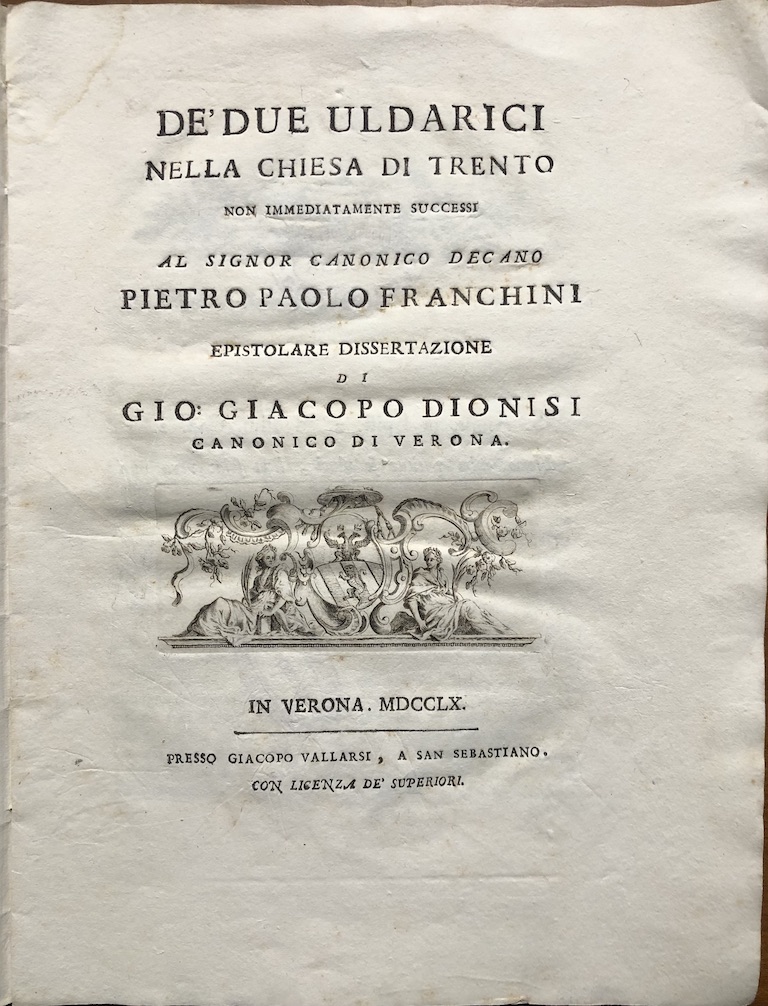 DE' DUE ULDARICI
NELLA CHIESA DI TRENTO
NON IMMEDIATAMENTE SUCCESSI
AL SIGNOR CANONICO DECANO
PIETRO PAOLO FRANCHINI
EPISTOLARE DISSERTAZIONE
DI
GIO: GIACOPO DIONISI
CANONICO DI VERONA.
IN VERONA. MDCCLX.
PRESSO GIACOPO VALLARSI, A SAN SEBASTIANO.
CON LICENZA DE' SUPERIORI.